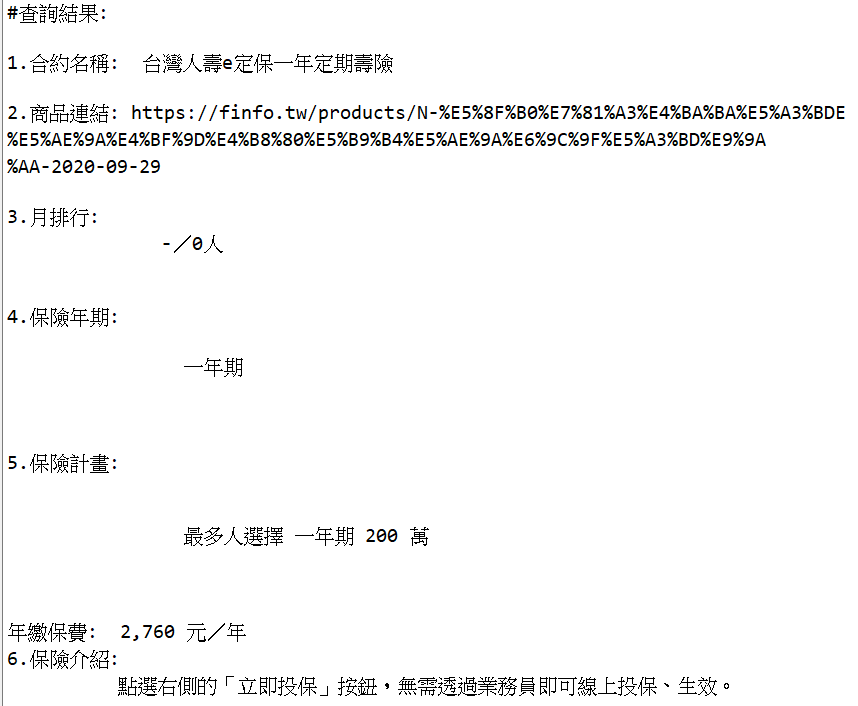 #查詢結果:
1.合約名稱:  台灣人壽e定保一年定期壽險
2.商品連結: https://finfo.tw/products/N-%E5%8F%B0%E7%81%A3%E4%BA%BA%E5%A3%BDE
%E5%AE%9A%E4%BF%9D%E4%B8%80%E5%B9%B4%E5%AE%9A%E6%9C%9F%E5%A3%BD%E9%9A
%AA-2020-09-29
3.月排行:
-／0人
4.保險年期:
一年期
5.保險計畫:
最多人選擇 一年期 200 萬
年繳保費:  2,760 元／年
6.保險介紹:
點選右側的「立即投保」按鈕，無需透過業務員即可線上投保、生效。